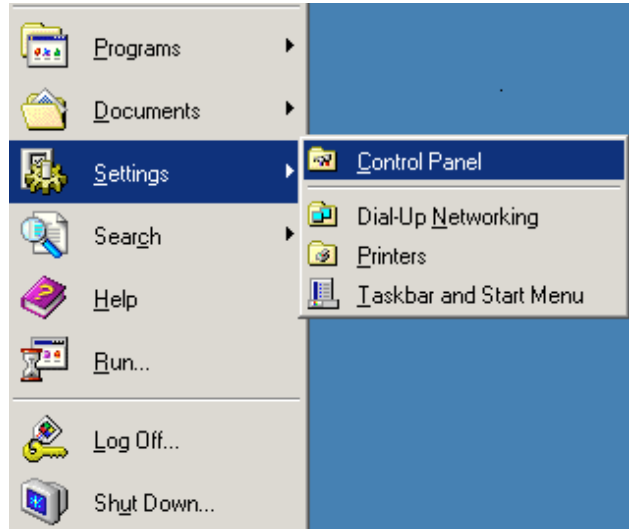 Programs
Documents
Settings
Search
Help
Run...
Log Off...
Shut Down...
Control Panel
Dial-Up Networking
Printers
Taskbar and Start Menu